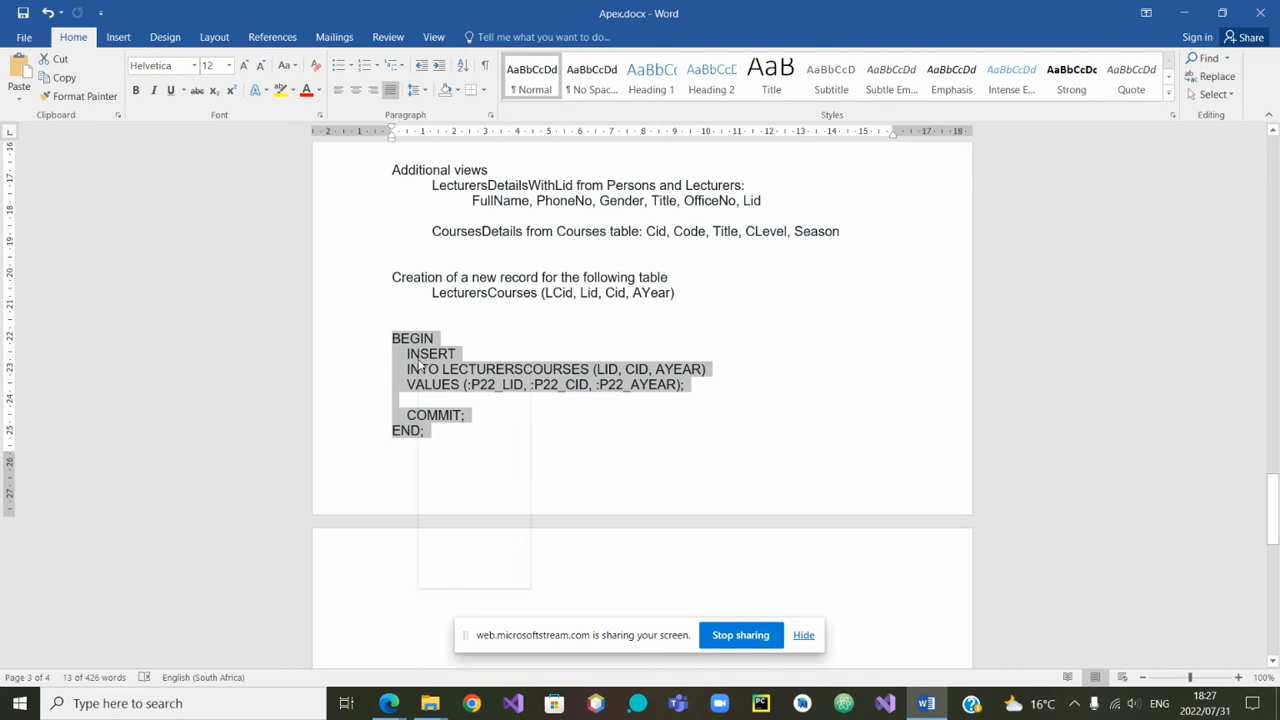 Apex.docx - Word
File
Home
Insert
Design
Layout
References
Mailings
Review
View
Tell me what you want to do...
Sign in
Share
Paste
Cut
Copy
Format Painter
Clipboard
Helvetica
12
Font
Paragraph
AaBbCcDd
¶ Normal
AaBbCcDd
¶ No Spac...
AaBbC(
Heading 1
AaBbCcE
Heading 2
AaB
Title
AaBbCcD
Subtitle
AaBbCcDd
Subtle Em...
AaBbCcDd
Emphasis
AaBbCcDd
Intense E...
AaBbCcDc
Strong
AaBbCcDd
Quote
Styles
Find
Replace
Select
Editing
Additional views
LecturersDetailsWithLid from Persons and Lecturers:
FullName, PhoneNo, Gender, Title, OfficeNo, Lid
CoursesDetails from Courses table: Cid, Code, Title, CLevel, Season
Creation of a new record for the following table
LecturersCourses (LCid, Lid, Cid, AYear)
BEGIN
INSERT
INTO LECTURERSCOURSES (LID, CID, AYEAR)
VALUES (:P22_LID, :P22_CID, :P22_AYEAR);
COMMIT;
END;
web.microsoftstream.com is sharing your screen.
Stop sharing
Hide
Page 3 of 4
13 of 426 words
English (South Africa)
100%
Type here to search
16°C
18:27
2022/07/31